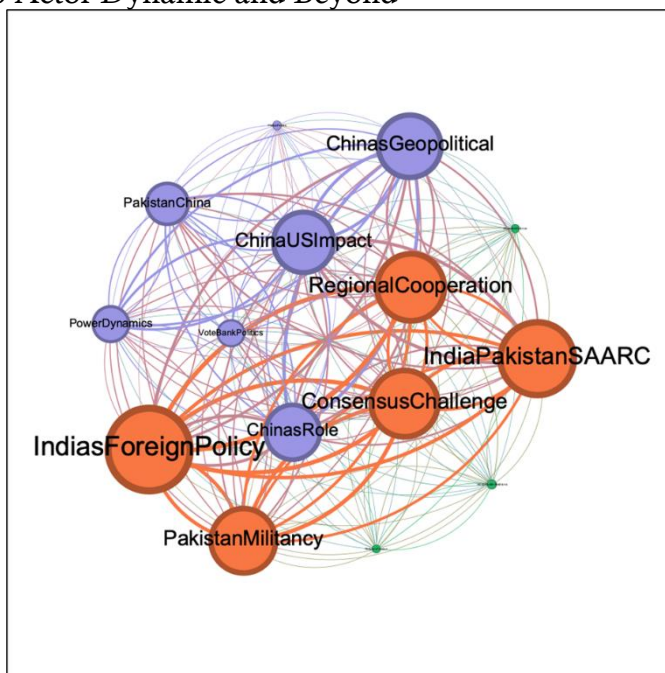 Actor Dynamic and Beyond
ChinasGeopolitical
PakistanChina
ChinaUSImpact
RegionalCooperation
PowerDynamics
VoteBankPolitics
IndiaPakistanSAARC
ConsensusChallenge
ChinasRole
IndiasForeignPolicy
PakistanMilitancy